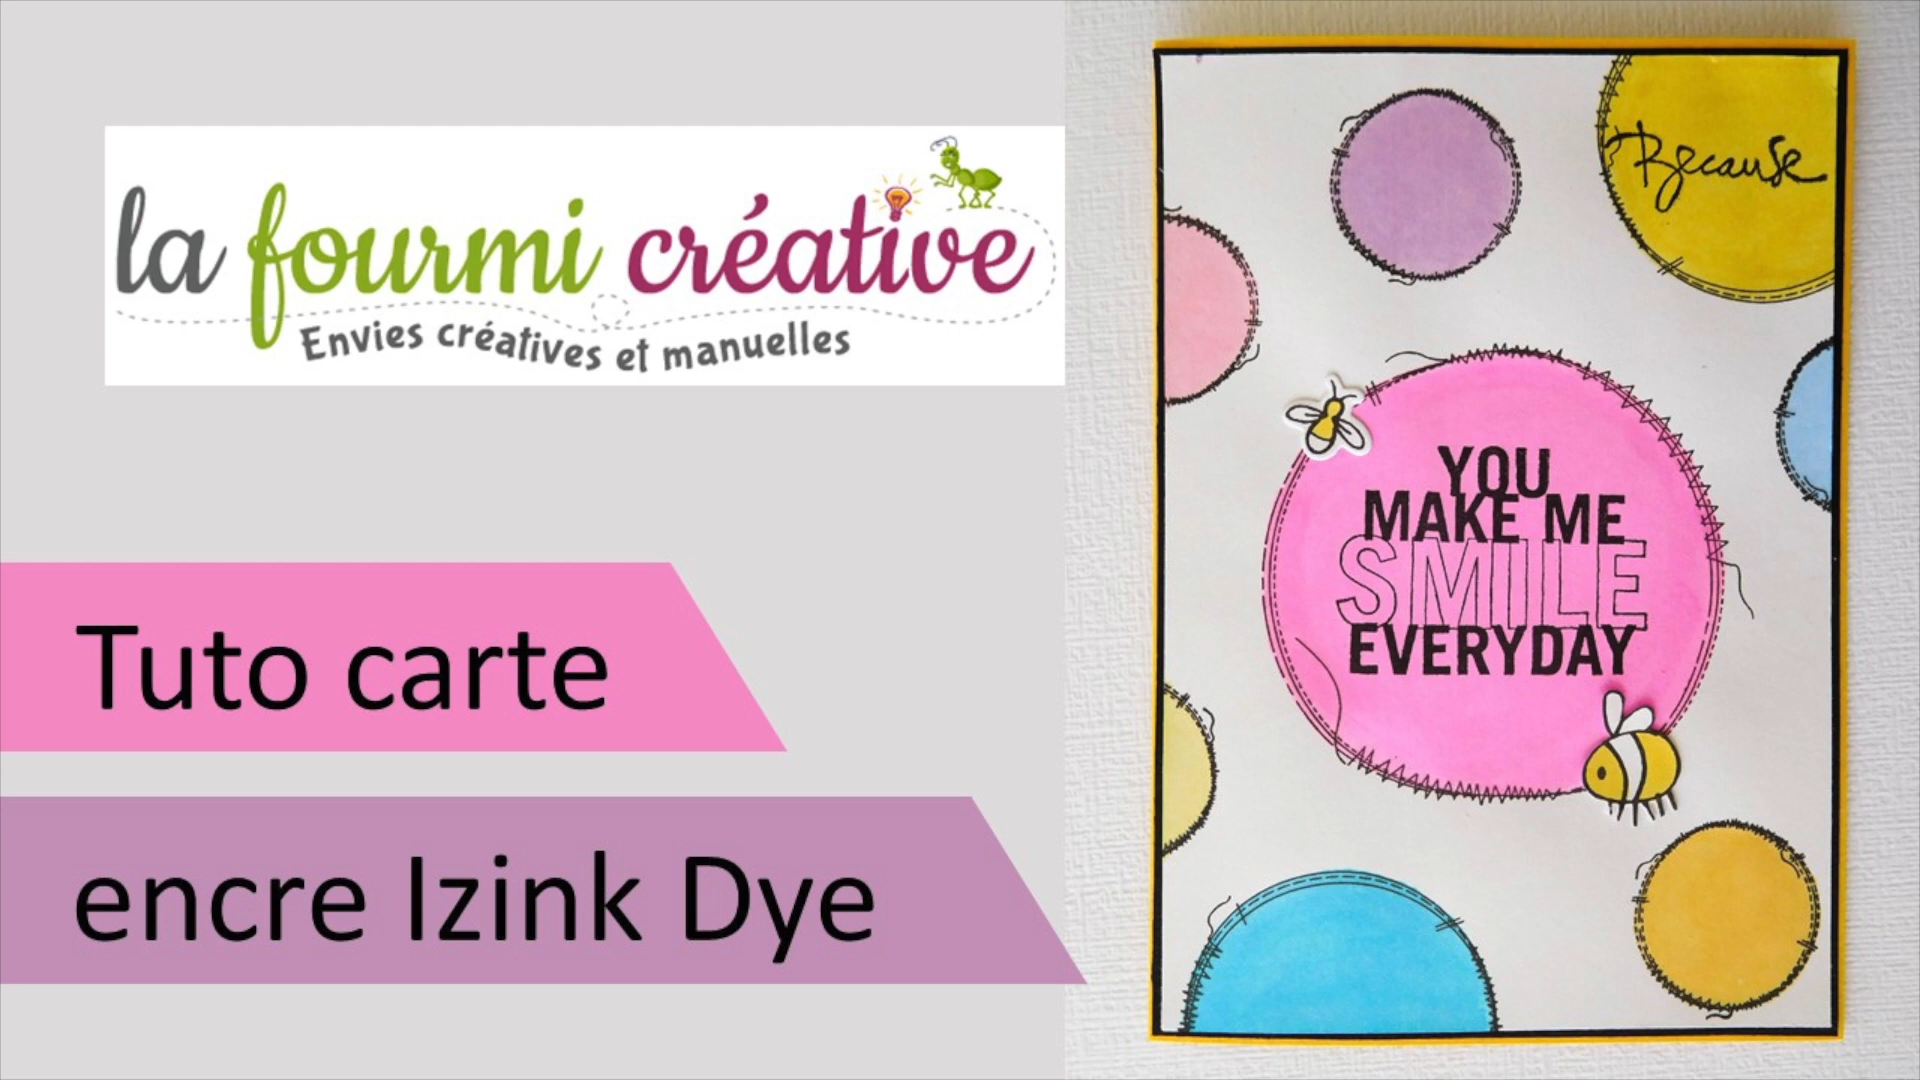 la fourmi créative
Envies créatives et manuelles
Tuto carte
encre Izink Dye
Because
YOU
MAKE ME
SMILE
EVERYDAY